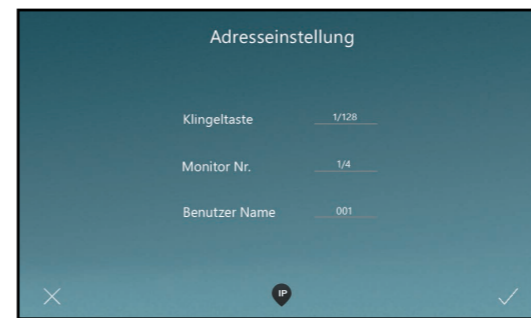 Adresseinstellung
Klingeltaste 1/128
Monitor Nr. 1/4
Benutzer Name 001
IP